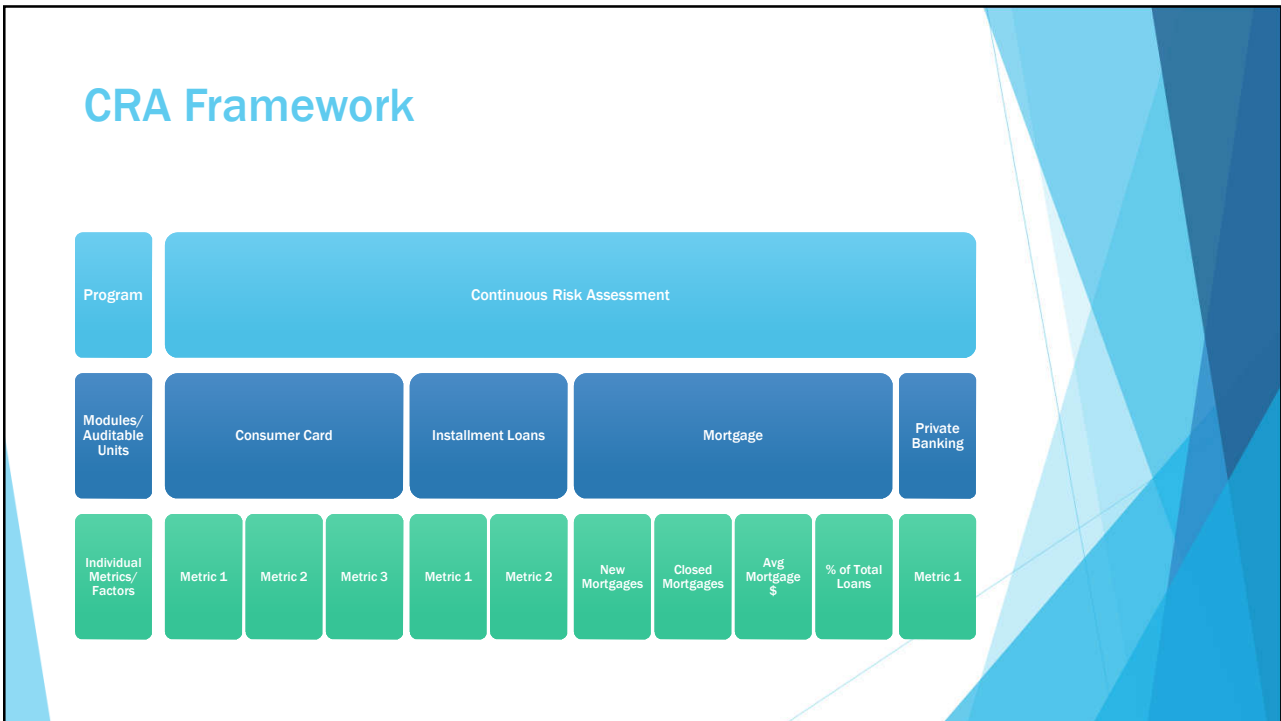 CRA Framework
Program
Continuous Risk Assessment
Modules/
Auditable
Units
Consumer Card
Installment Loans
Mortgage
Private
Banking
Individual
Metrics/
Factors
Metric 1
Metric 2
Metric 3
Metric 1
Metric 2
New
Mortgages
Closed
Mortgages
Avg
Mortgage
$
% of Total
Loans
Metric 1